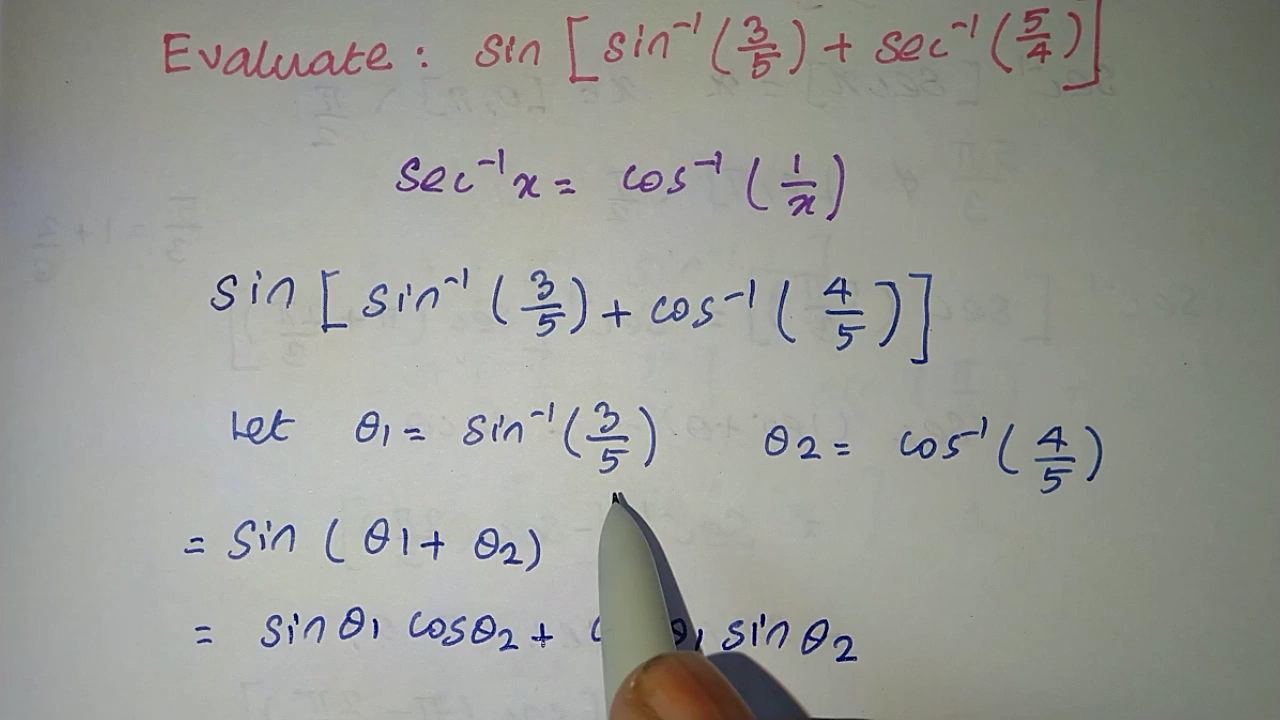 Evaluate : sin [ sin⁻¹ (3/5) + sec⁻¹ (5/4) ]
sec⁻¹ x = cos⁻¹ (1/x)
sin [ sin⁻¹ (3/5) + cos⁻¹ (4/5) ]
Let θ1 = sin⁻¹ (3/5) θ2 = cos⁻¹ (4/5)
= sin ( θ1 + θ2 )
= sin θ1 cos θ2 + θ1 sin θ2